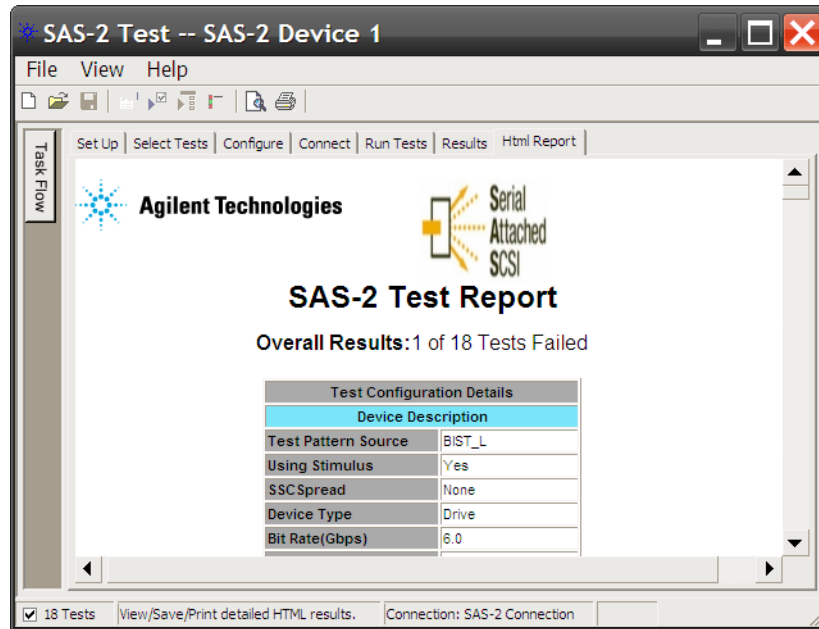 SAS-2 Test -- SAS-2 Device 1
File View Help
Task Flow
Set Up Select Tests Configure Connect Run Tests Results Html Report
Agilent Technologies
Serial
Attached
SCSI
SAS-2 Test Report
Overall Results:1 of 18 Tests Failed
Test Configuration Details
Device Description
Test Pattern Source BIST_L
Using Stimulus Yes
SSCSpread None
Device Type Drive
Bit Rate(Gbps) 6.0
18 Tests View/Save/Print detailed HTML results. Connection: SAS-2 Connection